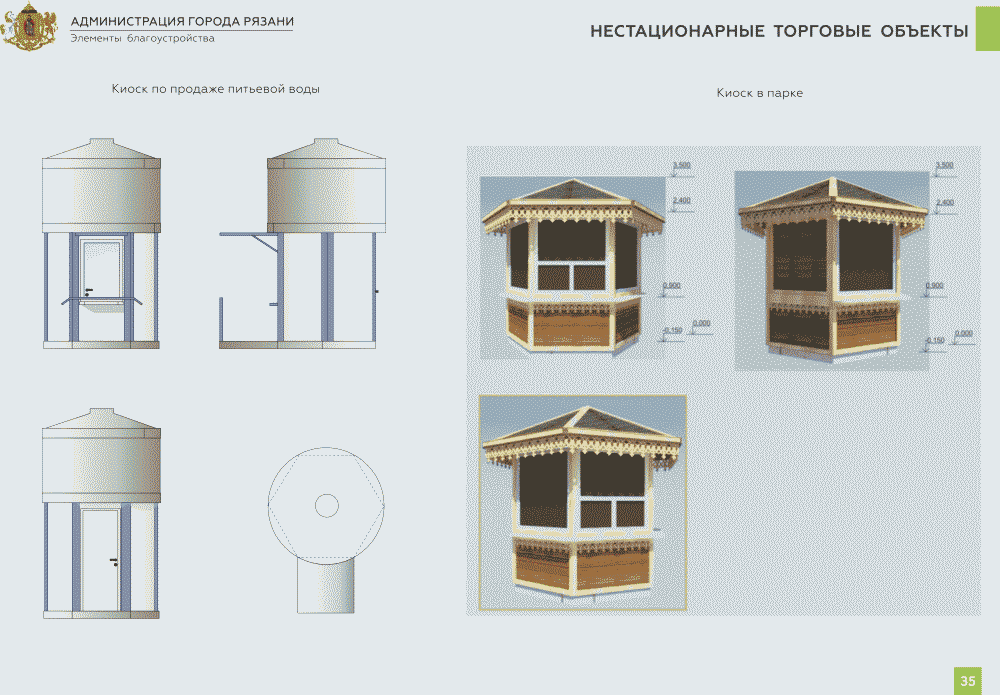 АДМИНИСТРАЦИЯ ГОРОДА РЯЗАНИ
Элементы благоустройства
НЕСТАЦИОНАРНЫЕ ТОРГОВЫЕ ОБЪЕКТЫ
Киоск по продаже питьевой воды
Киоск в парке
3.500
2.400
0.900
-0.150
0.000
3.500
2.400
0.900
-0.150
0.000
35